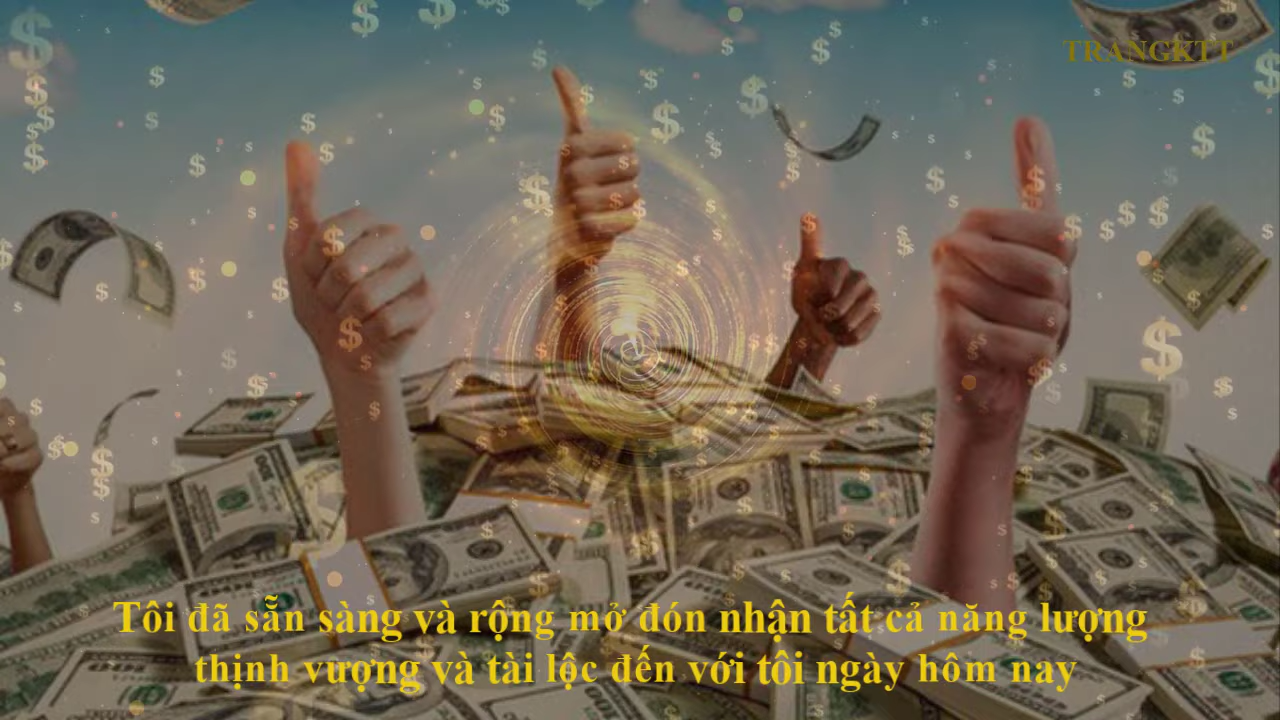 TRANGKTT
Tôi đã sẵn sàng và rộng mở đón nhận tất cả năng lượng
thịnh vượng và tài lộc đến với tôi ngày hôm nay